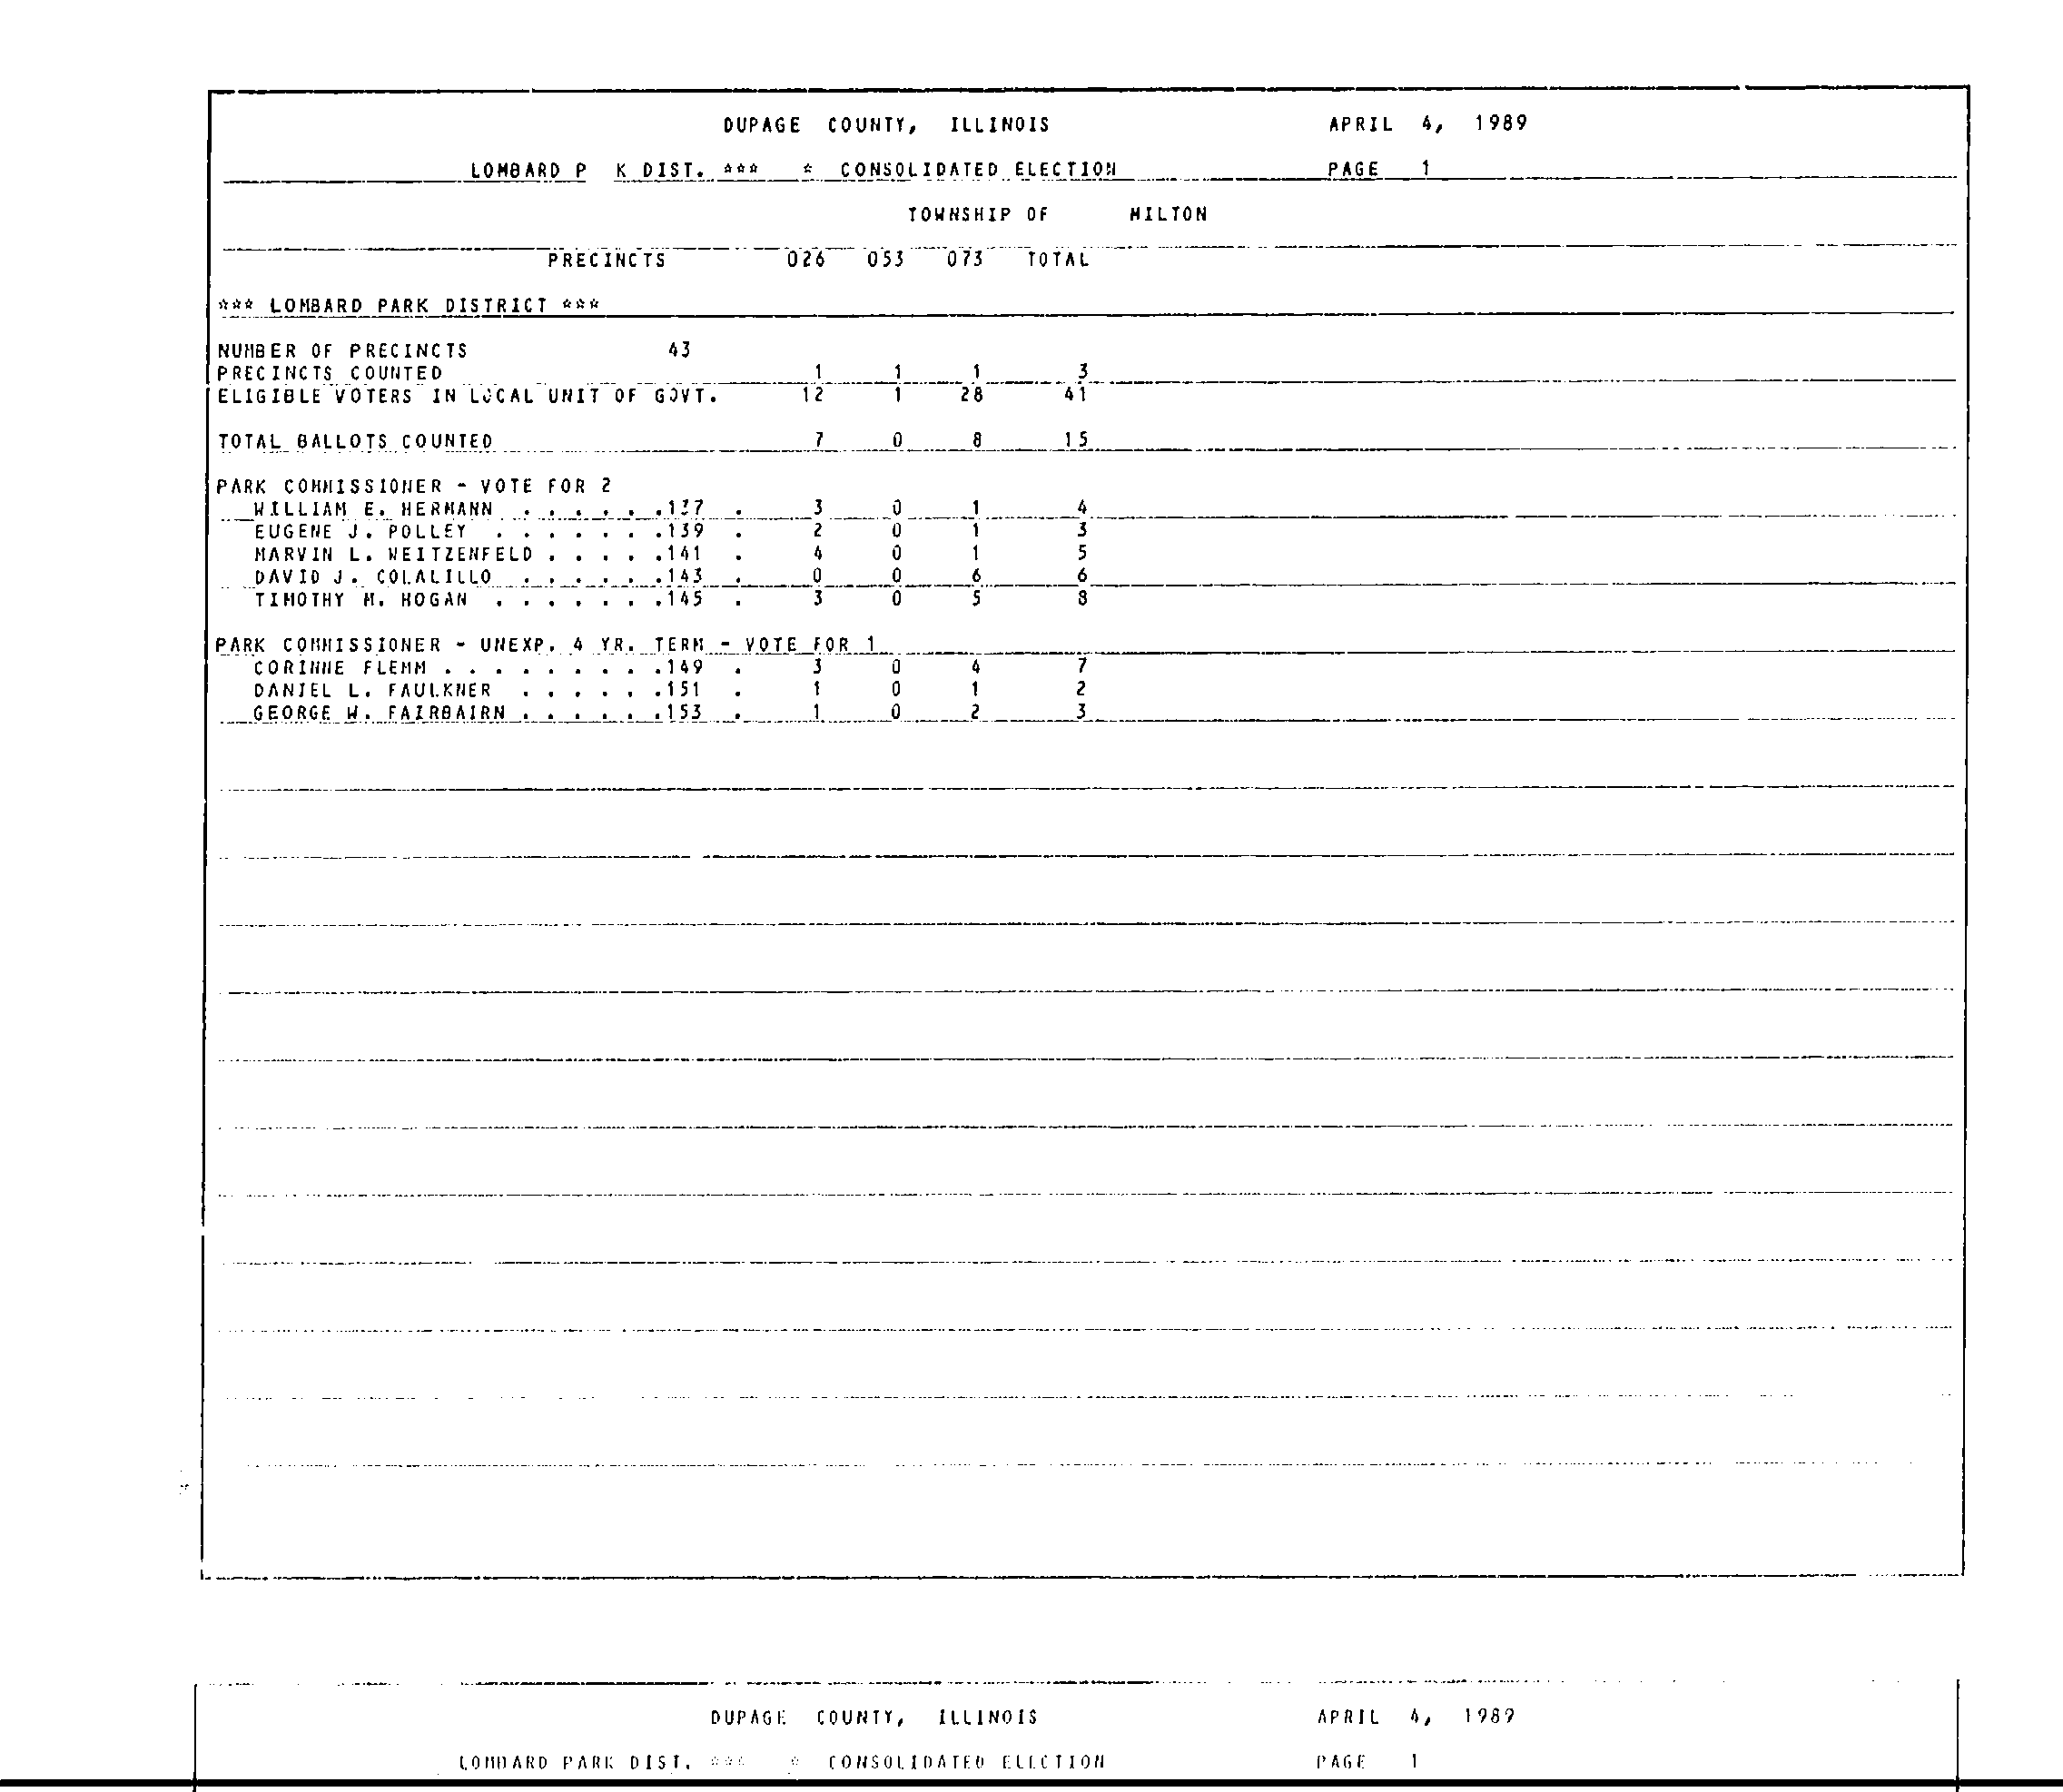 DUPAGE COUNTY, ILLINOIS APRIL 4, 1989
LOMBARD P K DIST. *** * CONSOLIDATED ELECTION PAGE 1
TOWNSHIP OF MILTON
PRECINCTS 026 053 073 TOTAL
*** LOMBARD PARK DISTRICT ***
NUMBER OF PRECINCTS 43
PRECINCTS COUNTED 1 1 1 3
ELIGIBLE VOTERS IN LOCAL UNIT OF GOVT. 12 1 28 41
TOTAL BALLOTS COUNTED 7 0 8 15
PARK COMMISSIONER - VOTE FOR 2
WILLIAM E. HERMANN . . . . . .137 . 3 0 1 4
EUGENE J. POLLEY . . . . . . .139 . 2 0 1 3
MARVIN L. WEITZENFELD . . . . .141 . 4 0 1 5
DAVID J. COLALILLO . . . . . .143 . 0 0 6 6
TIMOTHY M. HOGAN . . . . . . .145 . 3 0 5 8
PARK COMMISSIONER - UNEXP. 4 YR. TERM - VOTE FOR 1
CORINNE FLEMM . . . . . . . . .149 . 3 0 4 7
DANIEL L. FAULKNER . . . . . .151 . 1 0 1 2
GEORGE W. FAIRBAIRN . . . . . .153 . 1 0 2 3
DUPAGE COUNTY, ILLINOIS APRIL 4, 1989
LOMBARD PARK DIST. *** * CONSOLIDATED ELECTION PAGE 1